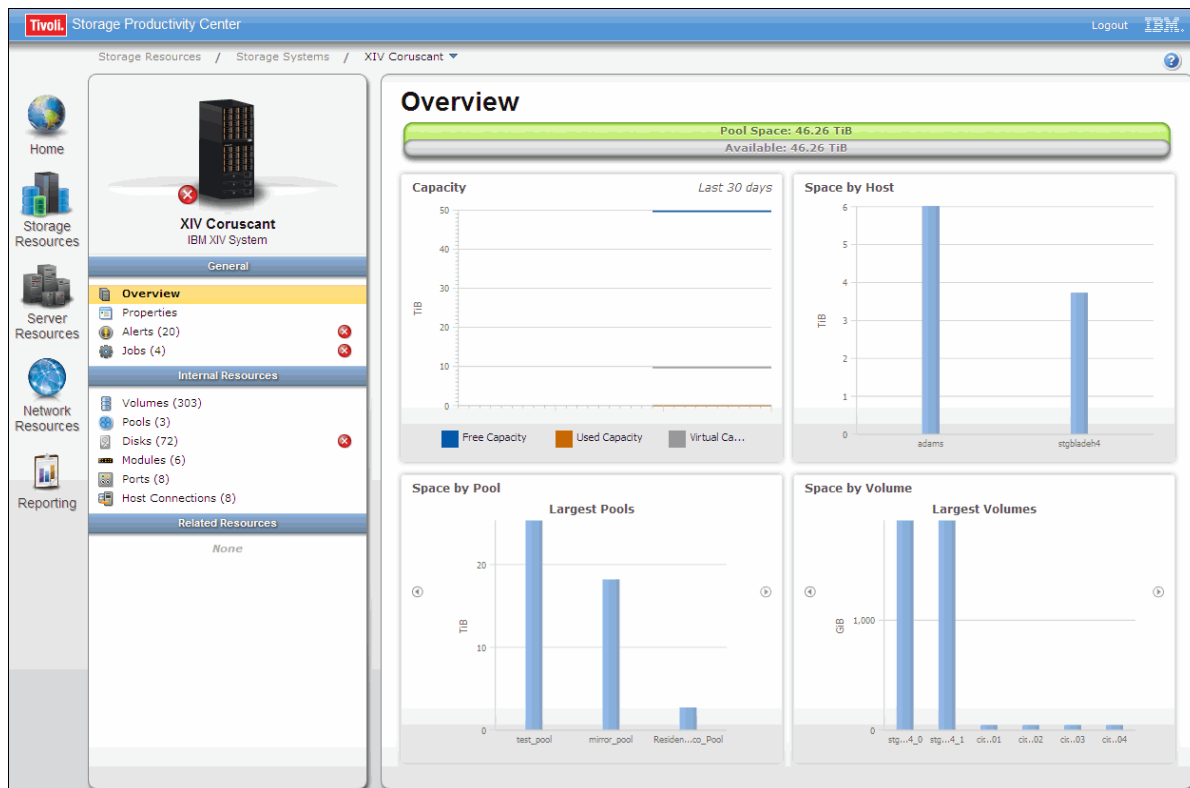 Tivoli. Storage Productivity Center
Logout IBM.
Storage Resources / Storage Systems / XIV Coruscant
?
Home
Storage Resources
Server Resources
Network Resources
Reporting
XIV Coruscant
IBM XIV System
General
Overview
Properties
Alerts (20)
Jobs (4)
Internal Resources
Volumes (303)
Pools (3)
Disks (72)
Modules (6)
Ports (8)
Host Connections (8)
Related Resources
None
Overview
Pool Space: 46.26 TiB
Available: 46.26 TiB
Capacity Last 30 days
50
40
30
20
10
0
TiB
Free Capacity Used Capacity Virtual Ca...
Space by Host
6
5
4
3
2
1
0
TiB
adams stgbladeh4
Space by Pool
Largest Pools
20
10
0
TiB
test_pool mirror_pool Residen...co_Pool
Space by Volume
Largest Volumes
1,000
0
GiB
stg...4_0 stg...4_1 cit..01 cit..02 cit..03 cit..04